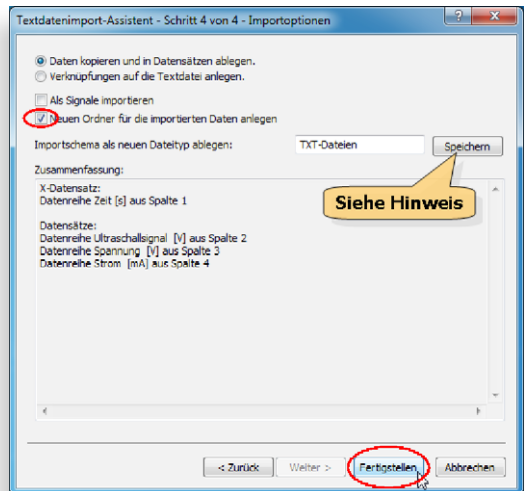 Textdatenimport-Assistent - Schritt 4 von 4 - Importoptionen
Daten kopieren und in Datensätzen ablegen.
Verknüpfungen auf die Textdatei anlegen.
Als Signale importieren
Neuen Ordner für die importierten Daten anlegen
Importschema als neuen Dateityp ablegen: TXT-Dateien Speichern
Zusammenfassung:
X-Datensatz:
Datenreihe Zeit [s] aus Spalte 1
Siehe Hinweis
Datensätze:
Datenreihe Ultraschallsignal [V] aus Spalte 2
Datenreihe Spannung [V] aus Spalte 3
Datenreihe Strom [mA] aus Spalte 4
< Zurück Weiter > Fertigstellen Abbrechen